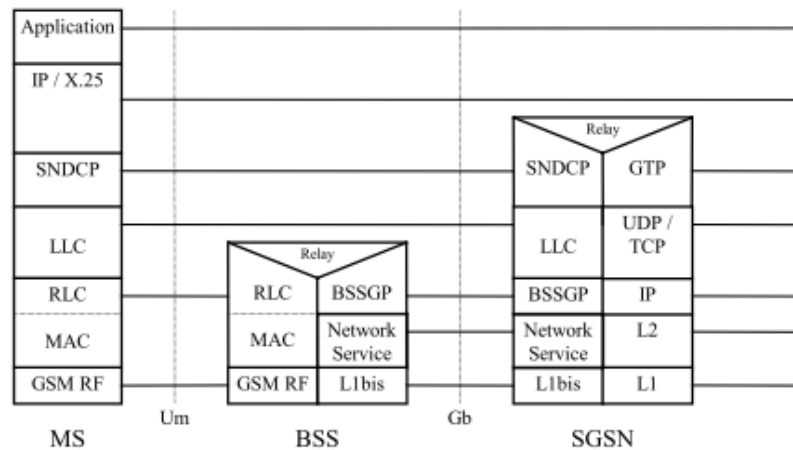 Application
IP / X.25
SNDCP
LLC
RLC
MAC
GSM RF
MS
Um
Relay
RLC
BSSGP
MAC
Network
Service
GSM RF
L1bis
BSS
Gb
Relay
SNDCP
GTP
LLC
UDP /
TCP
BSSGP
IP
Network
Service
L2
L1bis
L1
SGSN